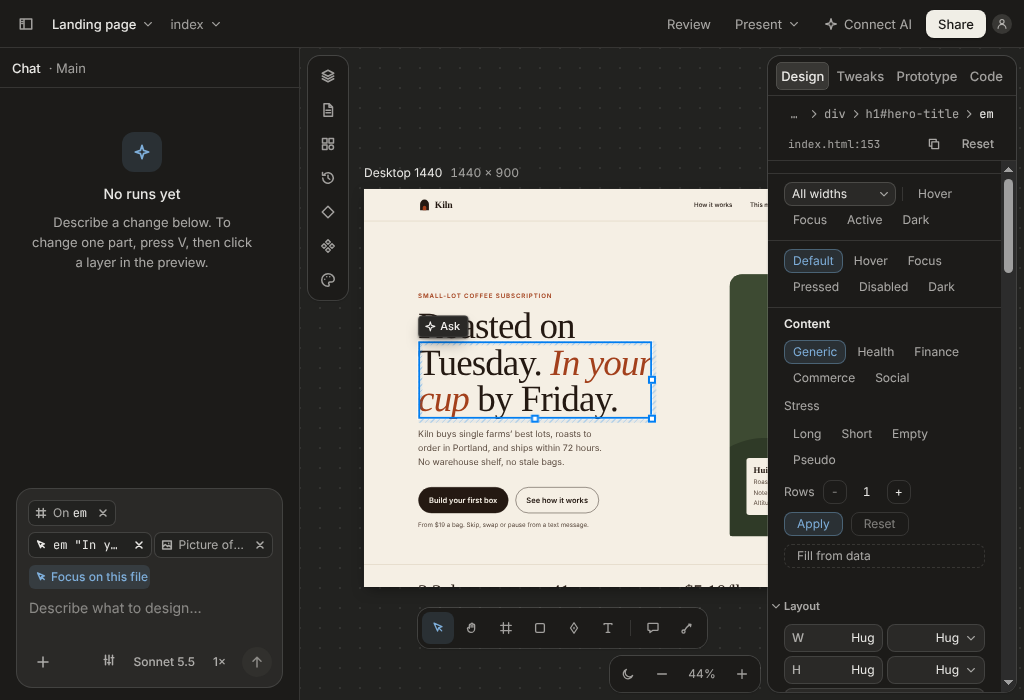 Landing page
index
Review
Present
Connect AI
Share
Chat · Main
No runs yet
Describe a change below. To
change one part, press V, then click
a layer in the preview.
On em
em "In y…
Picture of…
Focus on this file
Describe what to design…
Sonnet 5.5
1×
Desktop 1440 1440 × 900
Kiln
How it works
SMALL-LOT COFFEE SUBSCRIPTION
Ask
asted on
Tuesday. In your
cup by Friday.
Kiln buys single farms' best lots, roasts to
order in Portland, and ships within 72 hours.
No warehouse shelf, no stale bags.
Build your first box
See how it works
From $19 a bag. Skip, swap or pause from a text message.
44%
Design
Tweaks
Prototype
Code
… > div > h1#hero-title > em
index.html:153
Reset
All widths
Hover
Focus
Active
Dark
Default
Hover
Focus
Pressed
Disabled
Dark
Content
Generic
Health
Finance
Commerce
Social
Stress
Long
Short
Empty
Pseudo
Rows - 1 +
Apply
Reset
Fill from data
Layout
W Hug
Hug
H Hug
Hug